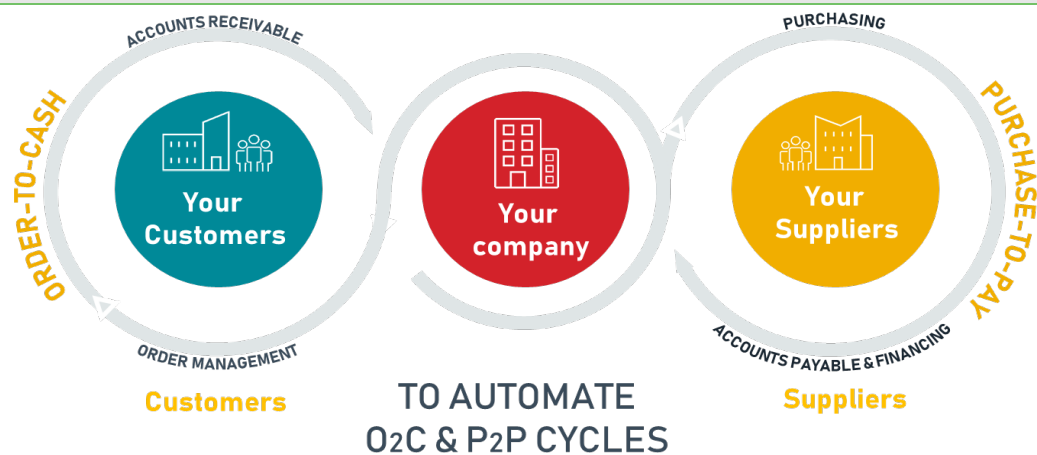 ACCOUNTS RECEIVABLE
PURCHASING
ORDER-TO-CASH
PURCHASE-TO-PAY
Your
Customers
Your
company
Your
Suppliers
ORDER MANAGEMENT
ACCOUNTS PAYABLE & FINANCING
Customers
Suppliers
TO AUTOMATE
O2C & P2P CYCLES